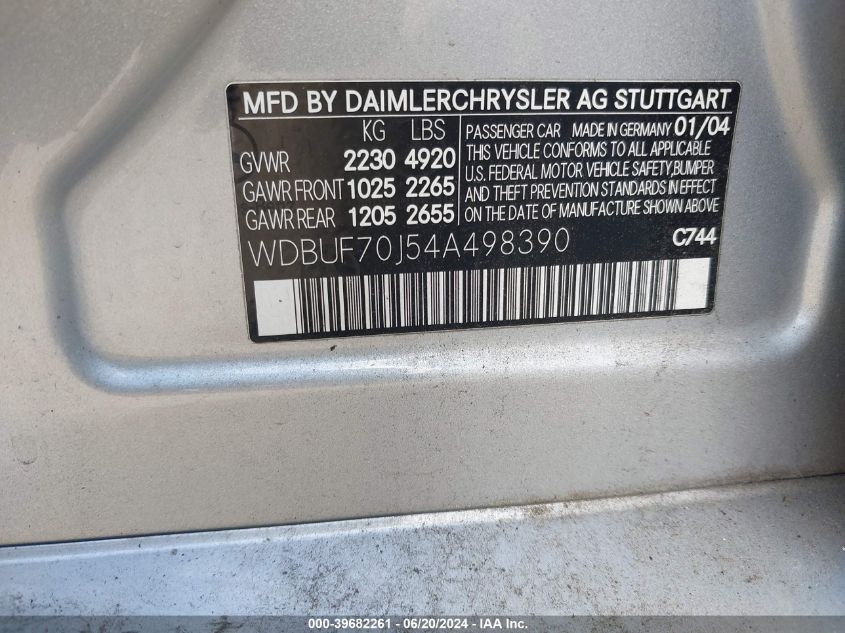 MFD BY DAIMLERCHRYSLER AG STUTTGART
KG LBS
GVWR 2230 4920
GAWR FRONT 1025 2265
GAWR REAR 1205 2655
PASSENGER CAR MADE IN GERMANY 01/04
THIS VEHICLE CONFORMS TO ALL APPLICABLE
U.S. FEDERAL MOTOR VEHICLE SAFETY,BUMPER
AND THEFT PREVENTION STANDARDS IN EFFECT
ON THE DATE OF MANUFACTURE SHOWN ABOVE
WDBUF70J54A498390 C744
000-39682261 - 06/20/2024 - IAA Inc.